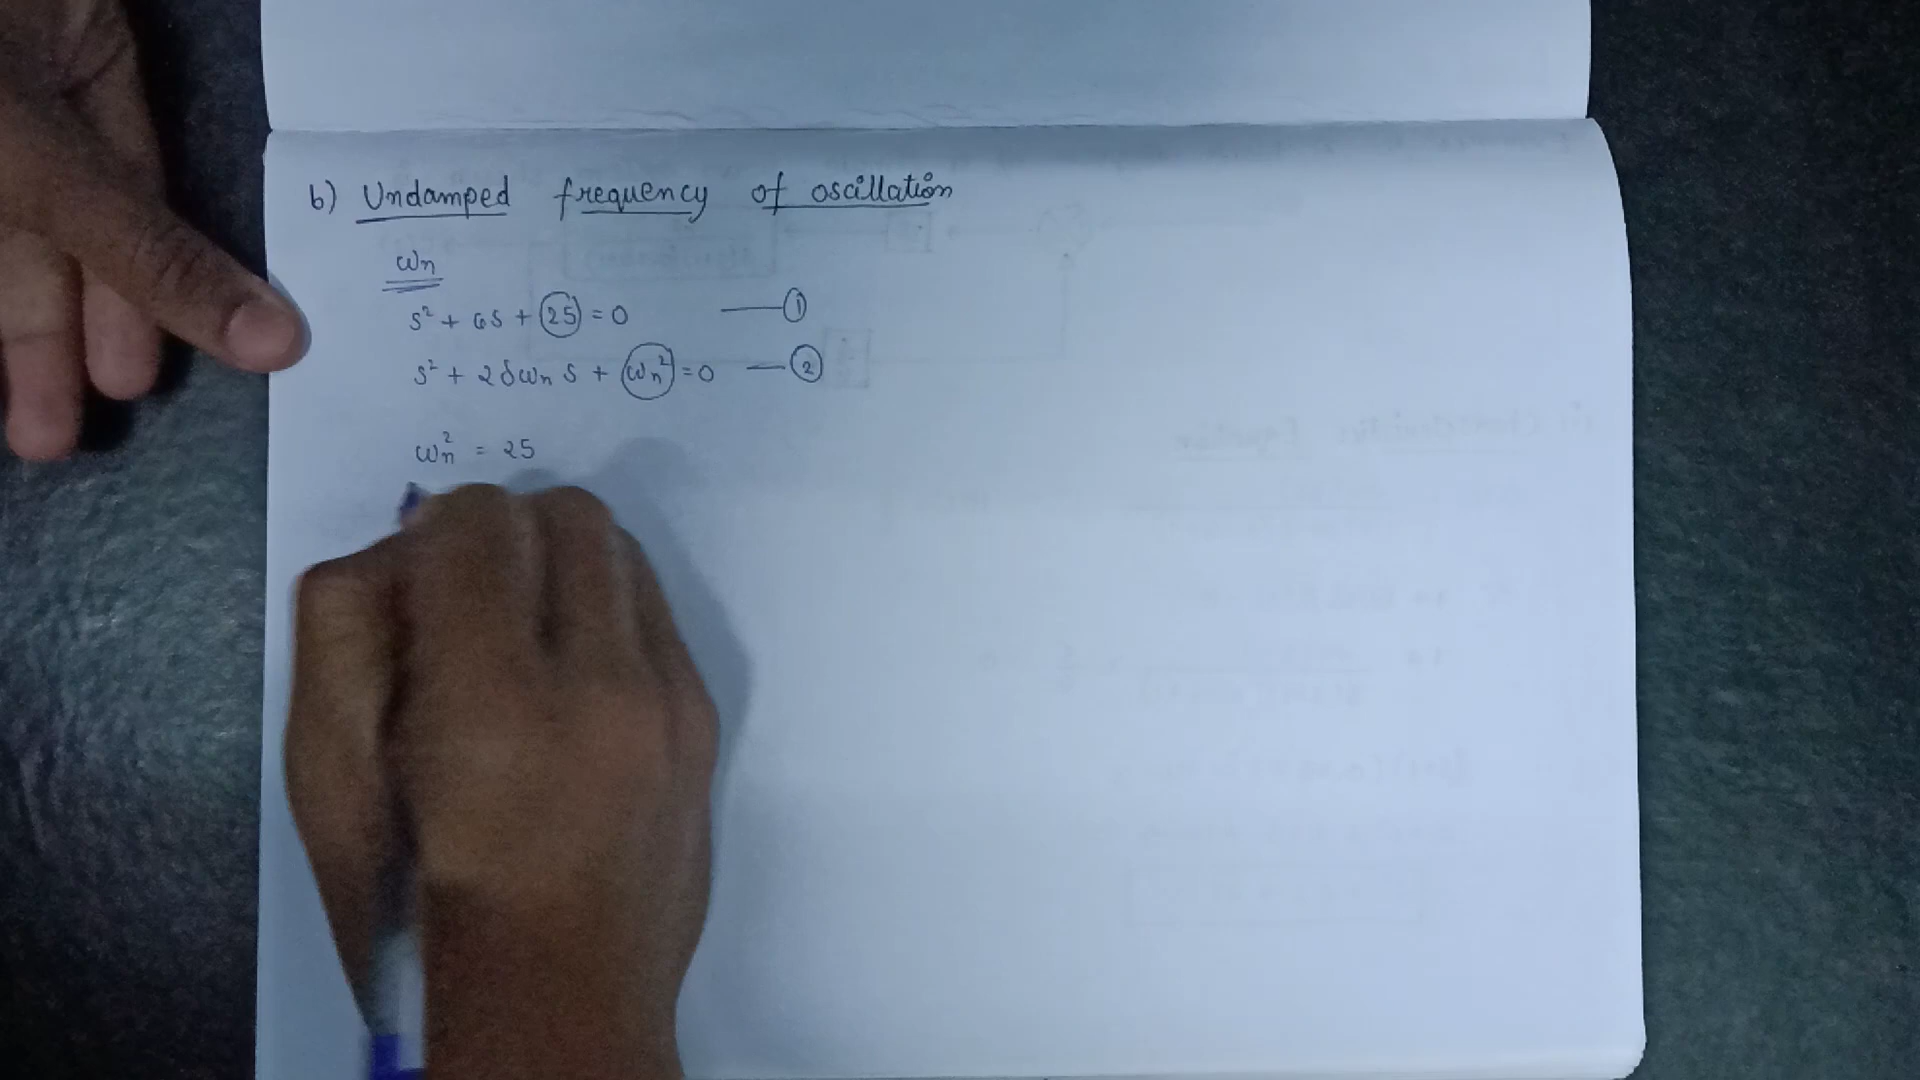 b) Undamped frequency of oscillation
ωn
s² + 6s + 25 = 0 —— 1
s² + 2δωn s + ωn² = 0 — 2
ωn² = 25